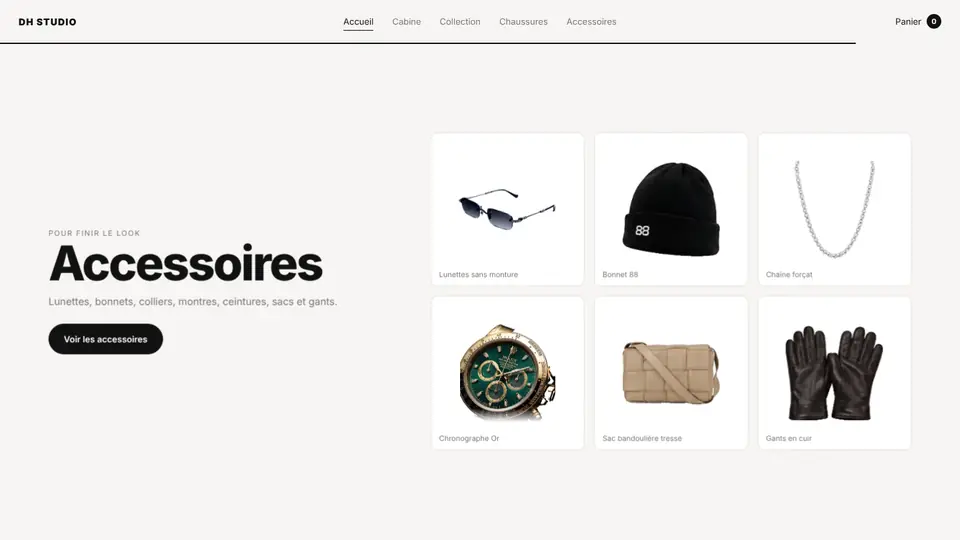 DH STUDIO
Accueil
Cabine
Collection
Chaussures
Accessoires
Panier 0
POUR FINIR LE LOOK
Accessoires
Lunettes, bonnets, colliers, montres, ceintures, sacs et gants.
Voir les accessoires
88
Lunettes sans monture
Bonnet 88
Chaîne forçat
Chronographe Or
Sac bandoulière tressé
Gants en cuir